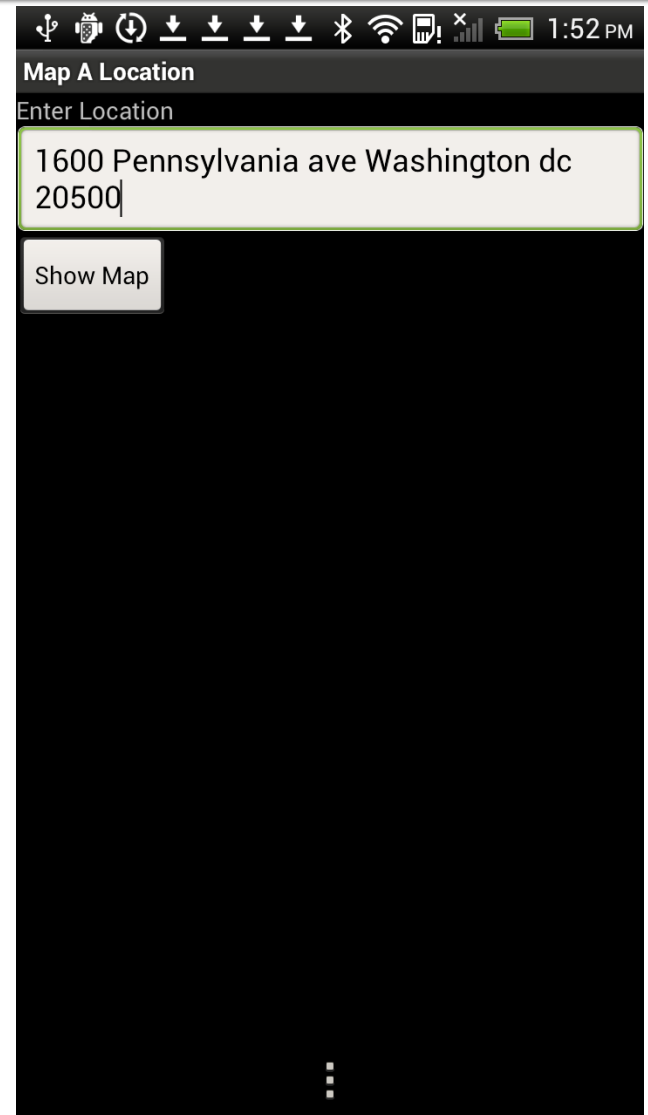 1:52 PM
Map A Location
Enter Location
1600 Pennsylvania ave Washington dc
20500
Show Map